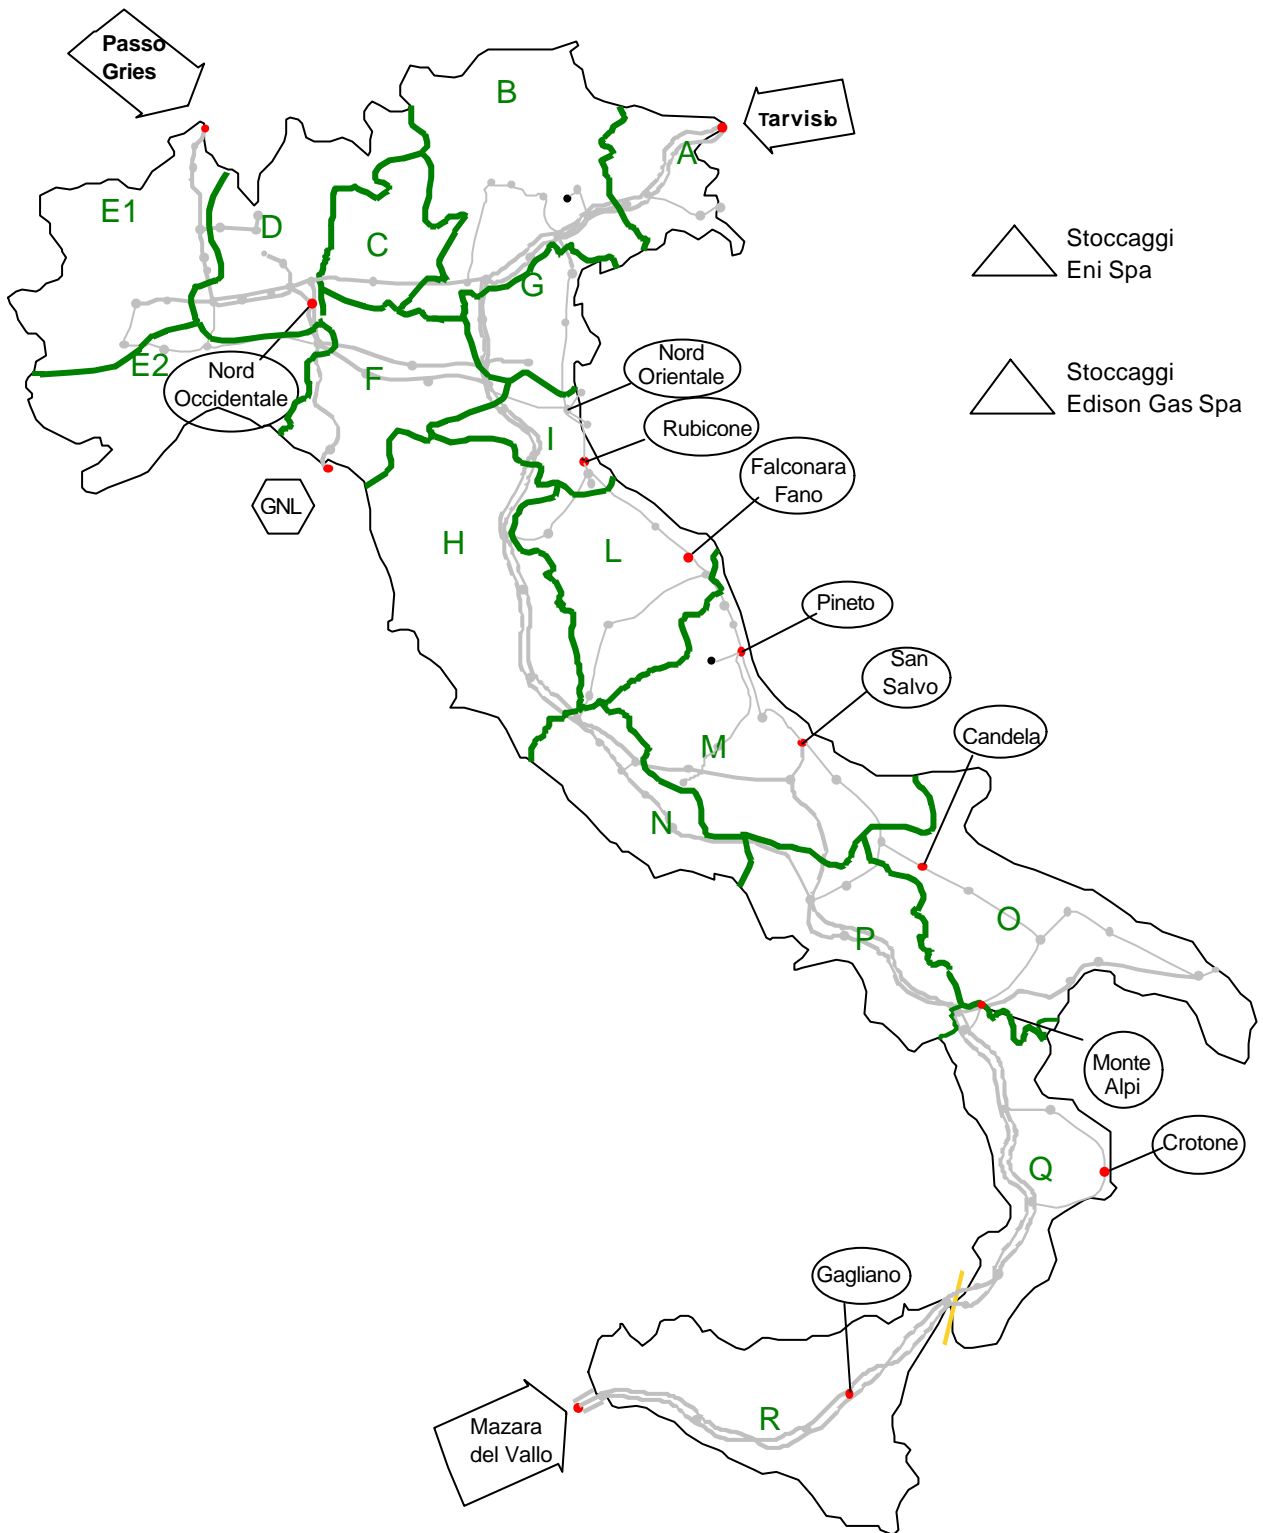 Passo
Gries
B
Tarvisio
A
E1
D
C
Stoccaggi
Eni Spa
G
E2
Nord
Occidentale
F
Nord
Orientale
Stoccaggi
Edison Gas Spa
I
Rubicone
Falconara
Fano
GNL
H
L
Pineto
San
Salvo
M
Candela
N
O
P
Monte
Alpi
Crotone
Q
Gagliano
R
Mazara
del Vallo